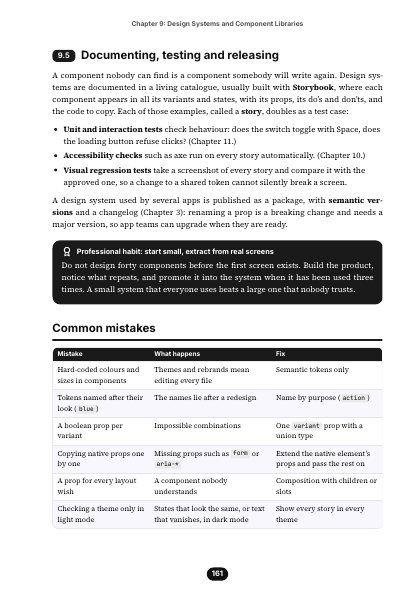 Chapter 9: Design Systems and Component Libraries
9.5 Documenting, testing and releasing
A component nobody can find is a component somebody will write again. Design sys-
tems are documented in a living catalogue, usually built with Storybook, where each
component appears in all its variants and states, with its props, its do's and don'ts, and
the code to copy. Each of those examples, called a story, doubles as a test case:
• Unit and interaction tests check behaviour: does the switch toggle with Space, does
the loading button refuse clicks? (Chapter 11.)
• Accessibility checks such as axe run on every story automatically. (Chapter 10.)
• Visual regression tests take a screenshot of every story and compare it with the
approved one, so a change to a shared token cannot silently break a screen.
A design system used by several apps is published as a package, with semantic ver-
sions and a changelog (Chapter 3): renaming a prop is a breaking change and needs a
major version, so app teams can upgrade when they are ready.
Professional habit: start small, extract from real screens
Do not design forty components before the first screen exists. Build the product,
notice what repeats, and promote it into the system when it has been used three
times. A small system that everyone uses beats a large one that nobody trusts.
Common mistakes
Mistake What happens Fix
Hard-coded colours and Themes and rebrands mean Semantic tokens only
sizes in components editing every file
Tokens named after their The names lie after a redesign Name by purpose ( action )
look ( blue )
A boolean prop per Impossible combinations One variant prop with a
variant union type
Copying native props one Missing props such as form or Extend the native element's
by one aria-* props and pass the rest on
A prop for every layout A component nobody Composition with children or
wish understands slots
Checking a theme only in States that look the same, or text Show every story in every
light mode that vanishes, in dark mode theme
161